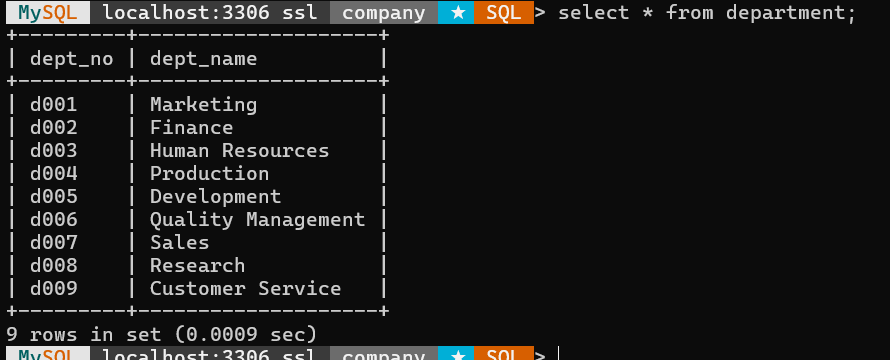 MySQL localhost:3306 ssl company ★ SQL> select * from department;
+---------+--------------------+
| dept_no | dept_name          |
+---------+--------------------+
| d001    | Marketing          |
| d002    | Finance            |
| d003    | Human Resources    |
| d004    | Production         |
| d005    | Development        |
| d006    | Quality Management |
| d007    | Sales              |
| d008    | Research           |
| d009    | Customer Service   |
+---------+--------------------+
9 rows in set (0.0009 sec)
MySQL localhost:3306 ssl company ★ SQL>